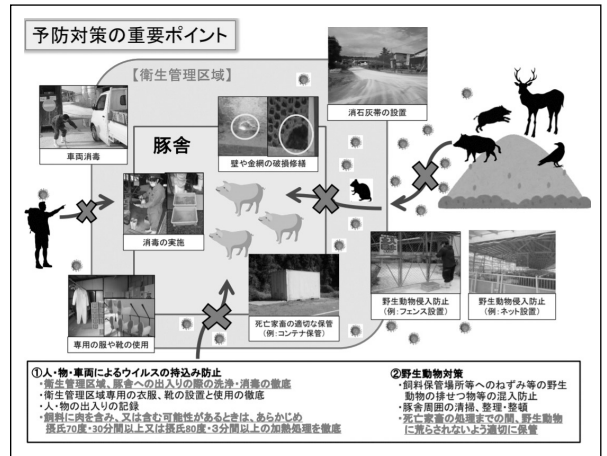 予防対策の重要ポイント
【衛生管理区域】
消石灰帯の設置
車両消毒
豚舎
壁や金網の破損修繕
消毒の実施
専用の服や靴の使用
死亡家畜の適切な保管
（例：コンテナ保管）
野生動物侵入防止
（例：フェンス設置）
野生動物侵入防止
（例：ネット設置）
①人・物・車両によるウイルスの持込み防止
・衛生管理区域、豚舎への出入りの際の洗浄・消毒の徹底
・衛生管理区域専用の衣服、靴の設置と使用の徹底
・人・物の出入りの記録
・飼料に肉を含み、又は含む可能性があるときは、あらかじめ
摂氏70度・30分間以上又は摂氏80度・3分間以上の加熱処理を徹底
②野生動物対策
・飼料保管場所等へのねずみ等の野生
動物の排せつ物等の混入防止
・豚舎周囲の清掃、整理・整頓
・死亡家畜の処理までの間、野生動物
に荒らされないよう適切に保管